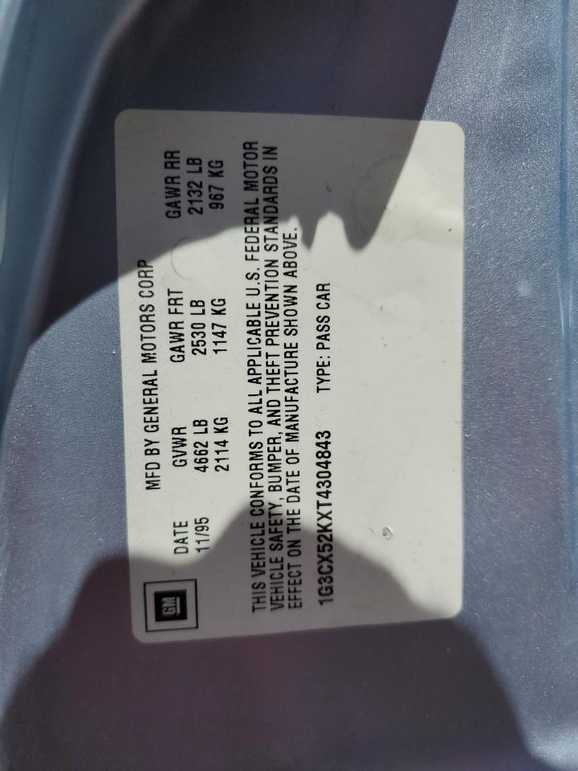 GM
MFD BY GENERAL MOTORS CORP
DATE GVWR GAWR FRT GAWR RR
11/95 4662 LB 2530 LB 2132 LB
2114 KG 1147 KG 967 KG
THIS VEHICLE CONFORMS TO ALL APPLICABLE U.S. FEDERAL MOTOR
VEHICLE SAFETY, BUMPER, AND THEFT PREVENTION STANDARDS IN
EFFECT ON THE DATE OF MANUFACTURE SHOWN ABOVE.
1G3CX52KXT4304843 TYPE: PASS CAR